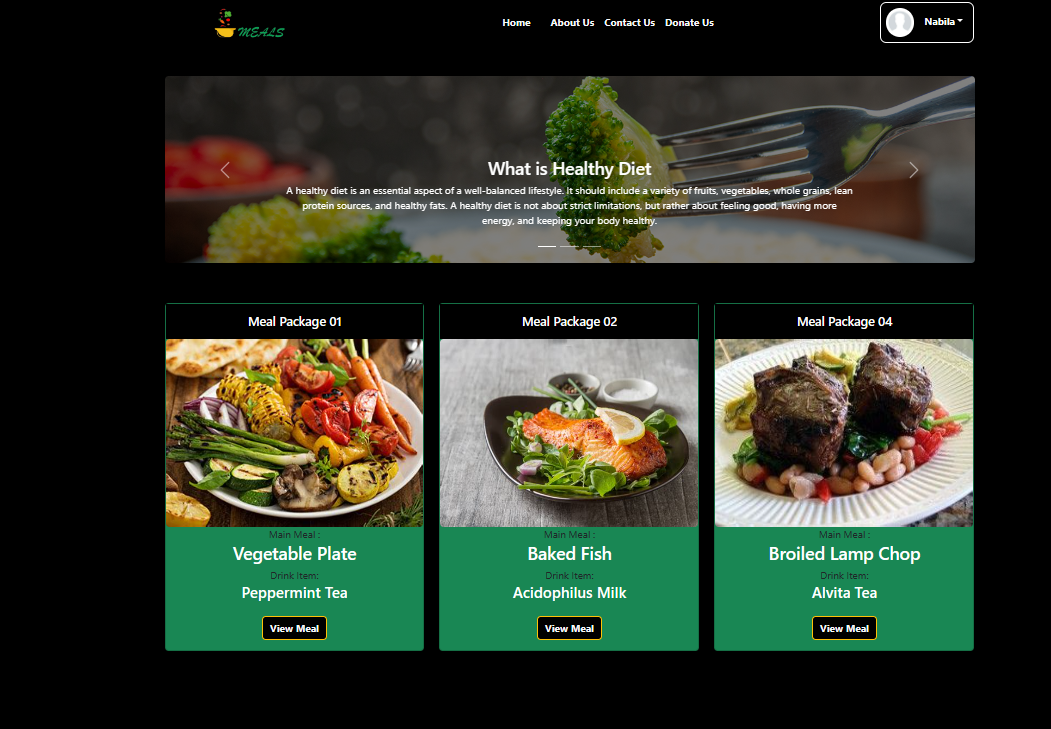 MEALS
Home About Us Contact Us Donate Us
Nabila
What is Healthy Diet
A healthy diet is an essential aspect of a well-balanced lifestyle. It should include a variety of fruits, vegetables, whole grains, lean
protein sources, and healthy fats. A healthy diet is not about strict limitations, but rather about feeling good, having more
energy, and keeping your body healthy.
Meal Package 01
Main Meal :
Vegetable Plate
Drink Item:
Peppermint Tea
View Meal
Meal Package 02
Main Meal :
Baked Fish
Drink Item:
Acidophilus Milk
View Meal
Meal Package 04
Main Meal :
Broiled Lamp Chop
Drink Item:
Alvita Tea
View Meal